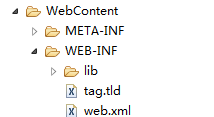 WebContent
META-INF
WEB-INF
lib
tag.tld
web.xml